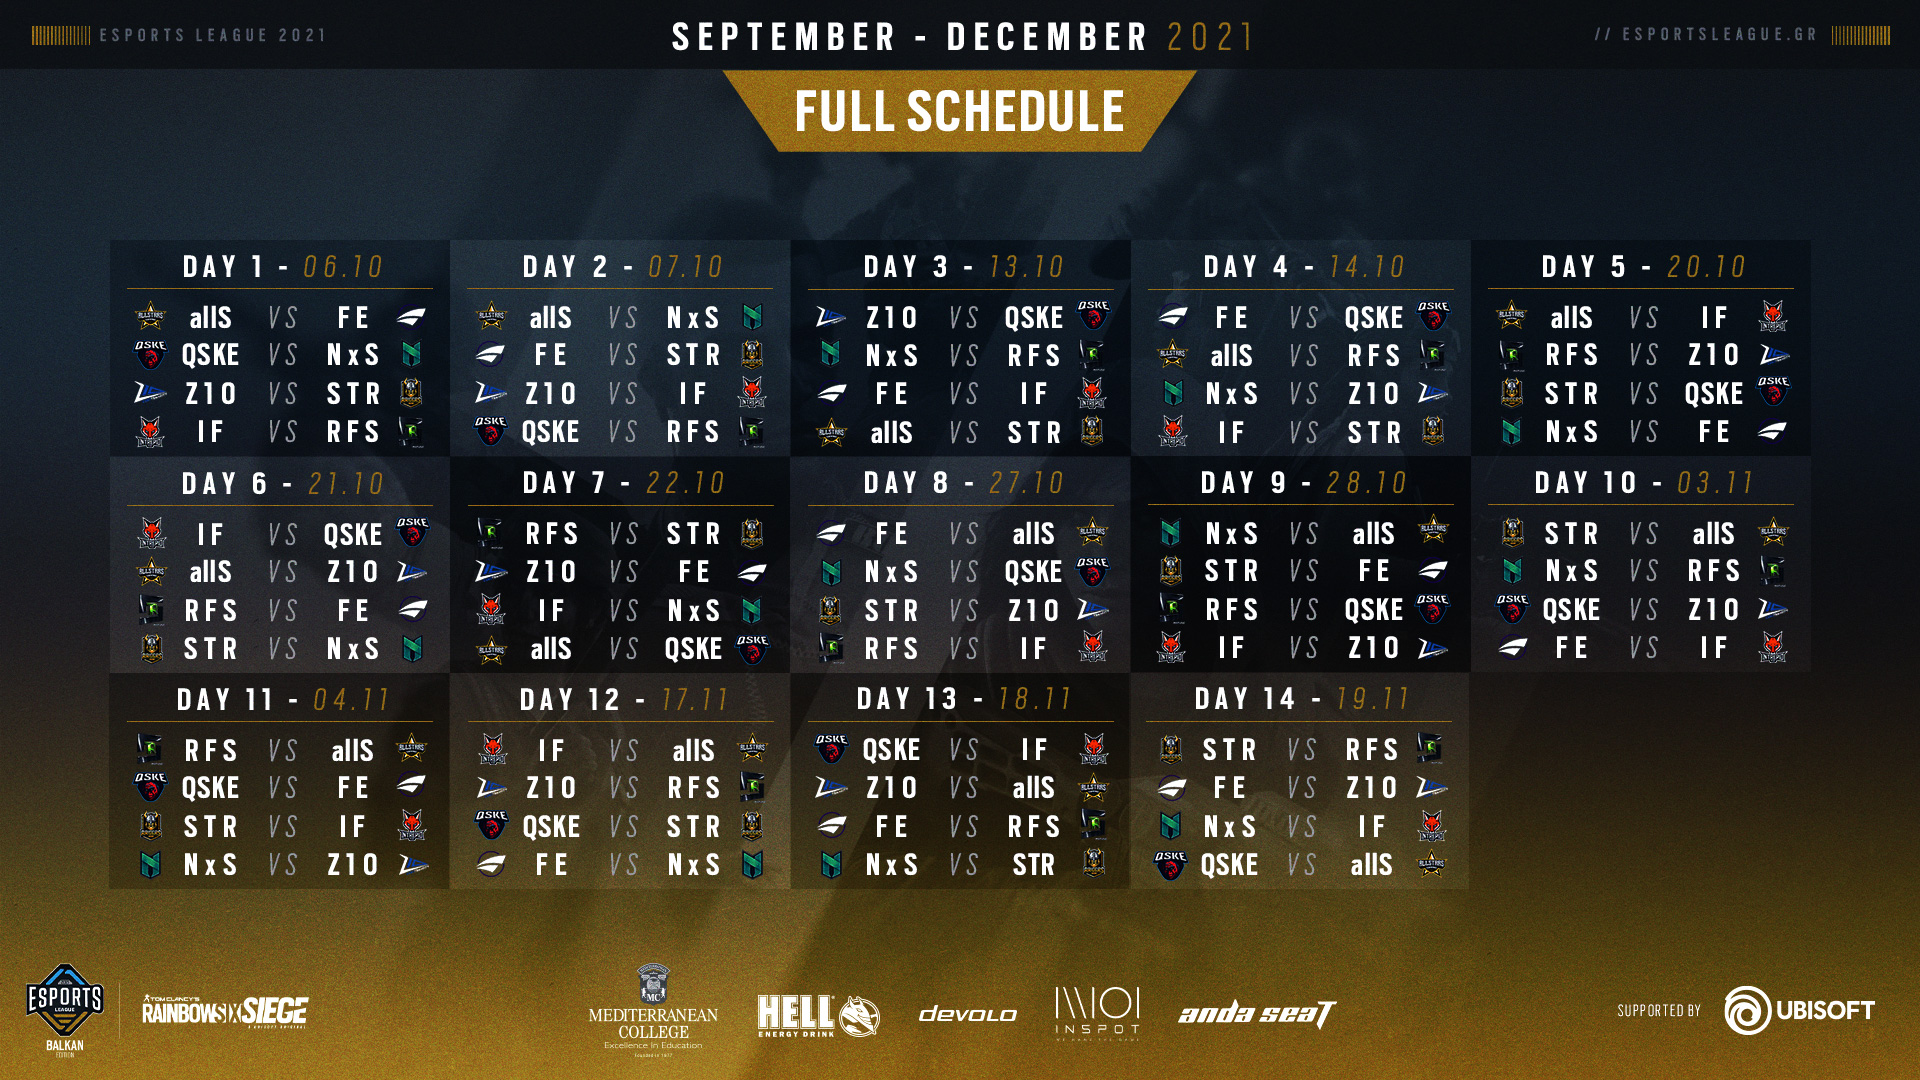 ESPORTS LEAGUE 2021
SEPTEMBER - DECEMBER 2021
// ESPORTSLEAGUE.GR
FULL SCHEDULE
DAY 1 - 06.10
allS VS FE
QSKE VS NxS
Z10 VS STR
IF VS RFS
DAY 2 - 07.10
allS VS NxS
FE VS STR
Z10 VS IF
QSKE VS RFS
DAY 3 - 13.10
Z10 VS QSKE
NxS VS RFS
FE VS IF
allS VS STR
DAY 4 - 14.10
FE VS QSKE
allS VS RFS
NxS VS Z10
IF VS STR
DAY 5 - 20.10
allS VS IF
RFS VS Z10
STR VS QSKE
NxS VS FE
DAY 6 - 21.10
IF VS QSKE
allS VS Z10
RFS VS FE
STR VS NxS
DAY 7 - 22.10
RFS VS STR
Z10 VS FE
IF VS NxS
allS VS QSKE
DAY 8 - 27.10
FE VS allS
NxS VS QSKE
STR VS Z10
RFS VS IF
DAY 9 - 28.10
NxS VS allS
STR VS FE
RFS VS QSKE
IF VS Z10
DAY 10 - 03.11
STR VS allS
NxS VS RFS
QSKE VS Z10
FE VS IF
DAY 11 - 04.11
RFS VS allS
QSKE VS FE
STR VS IF
NxS VS Z10
DAY 12 - 17.11
IF VS allS
Z10 VS RFS
QSKE VS STR
FE VS NxS
DAY 13 - 18.11
QSKE VS IF
Z10 VS allS
FE VS RFS
NxS VS STR
DAY 14 - 19.11
STR VS RFS
FE VS Z10
NxS VS IF
QSKE VS allS
ESPORTS
LEAGUE
BALKAN
EDITION
TOM CLANCY'S
RAINBOW SIX SIEGE
A UBISOFT ORIGINAL
MC
MEDITERRANEAN
COLLEGE
Excellence in Education
Founded in 1977
HELL
ENERGY DRINK
devolo
INSPOT
WE GAME THE GAME
anda seaT
SUPPORTED BY
UBISOFT